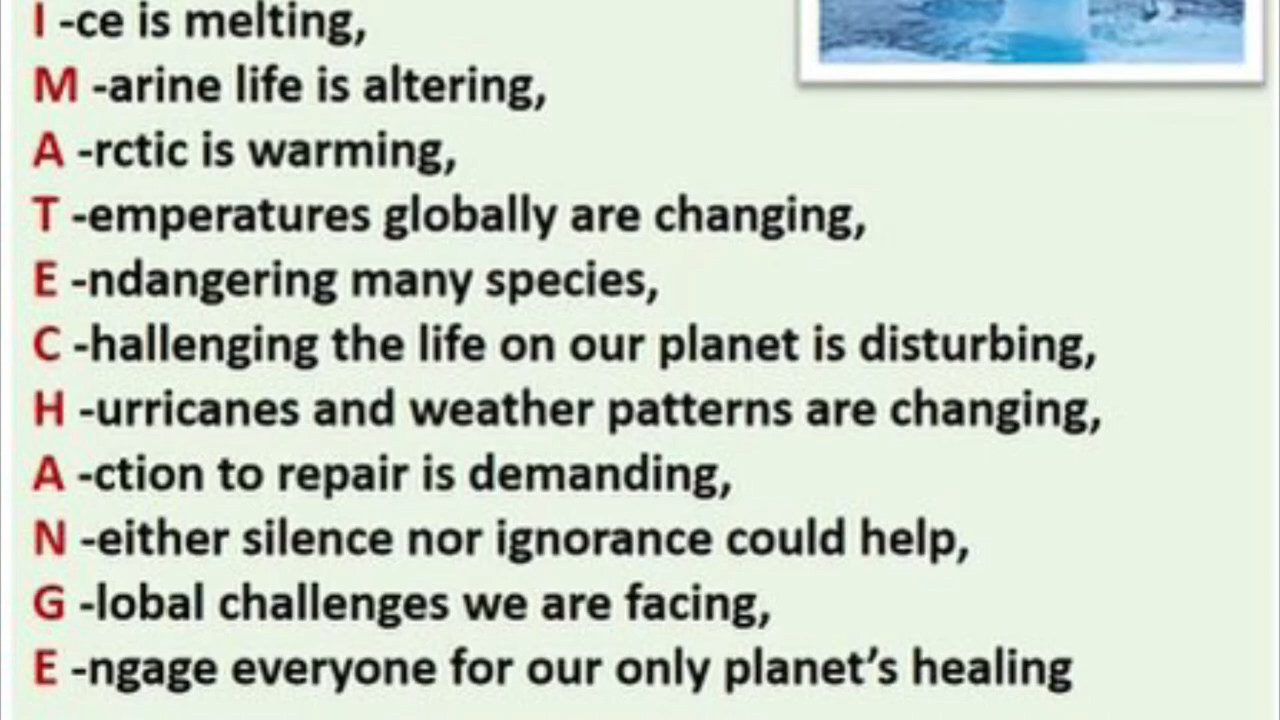 I -ce is melting,
M -arine life is altering,
A -rctic is warming,
T -emperatures globally are changing,
E -ndangering many species,
C -hallenging the life on our planet is disturbing,
H -urricanes and weather patterns are changing,
A -ction to repair is demanding,
N -either silence nor ignorance could help,
G -lobal challenges we are facing,
E -ngage everyone for our only planet’s healing